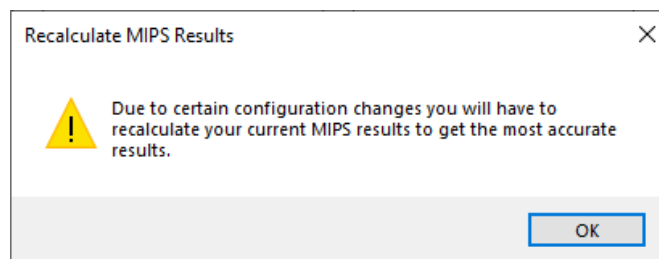 Recalculate MIPS Results
Due to certain configuration changes you will have to
recalculate your current MIPS results to get the most accurate
results.
OK